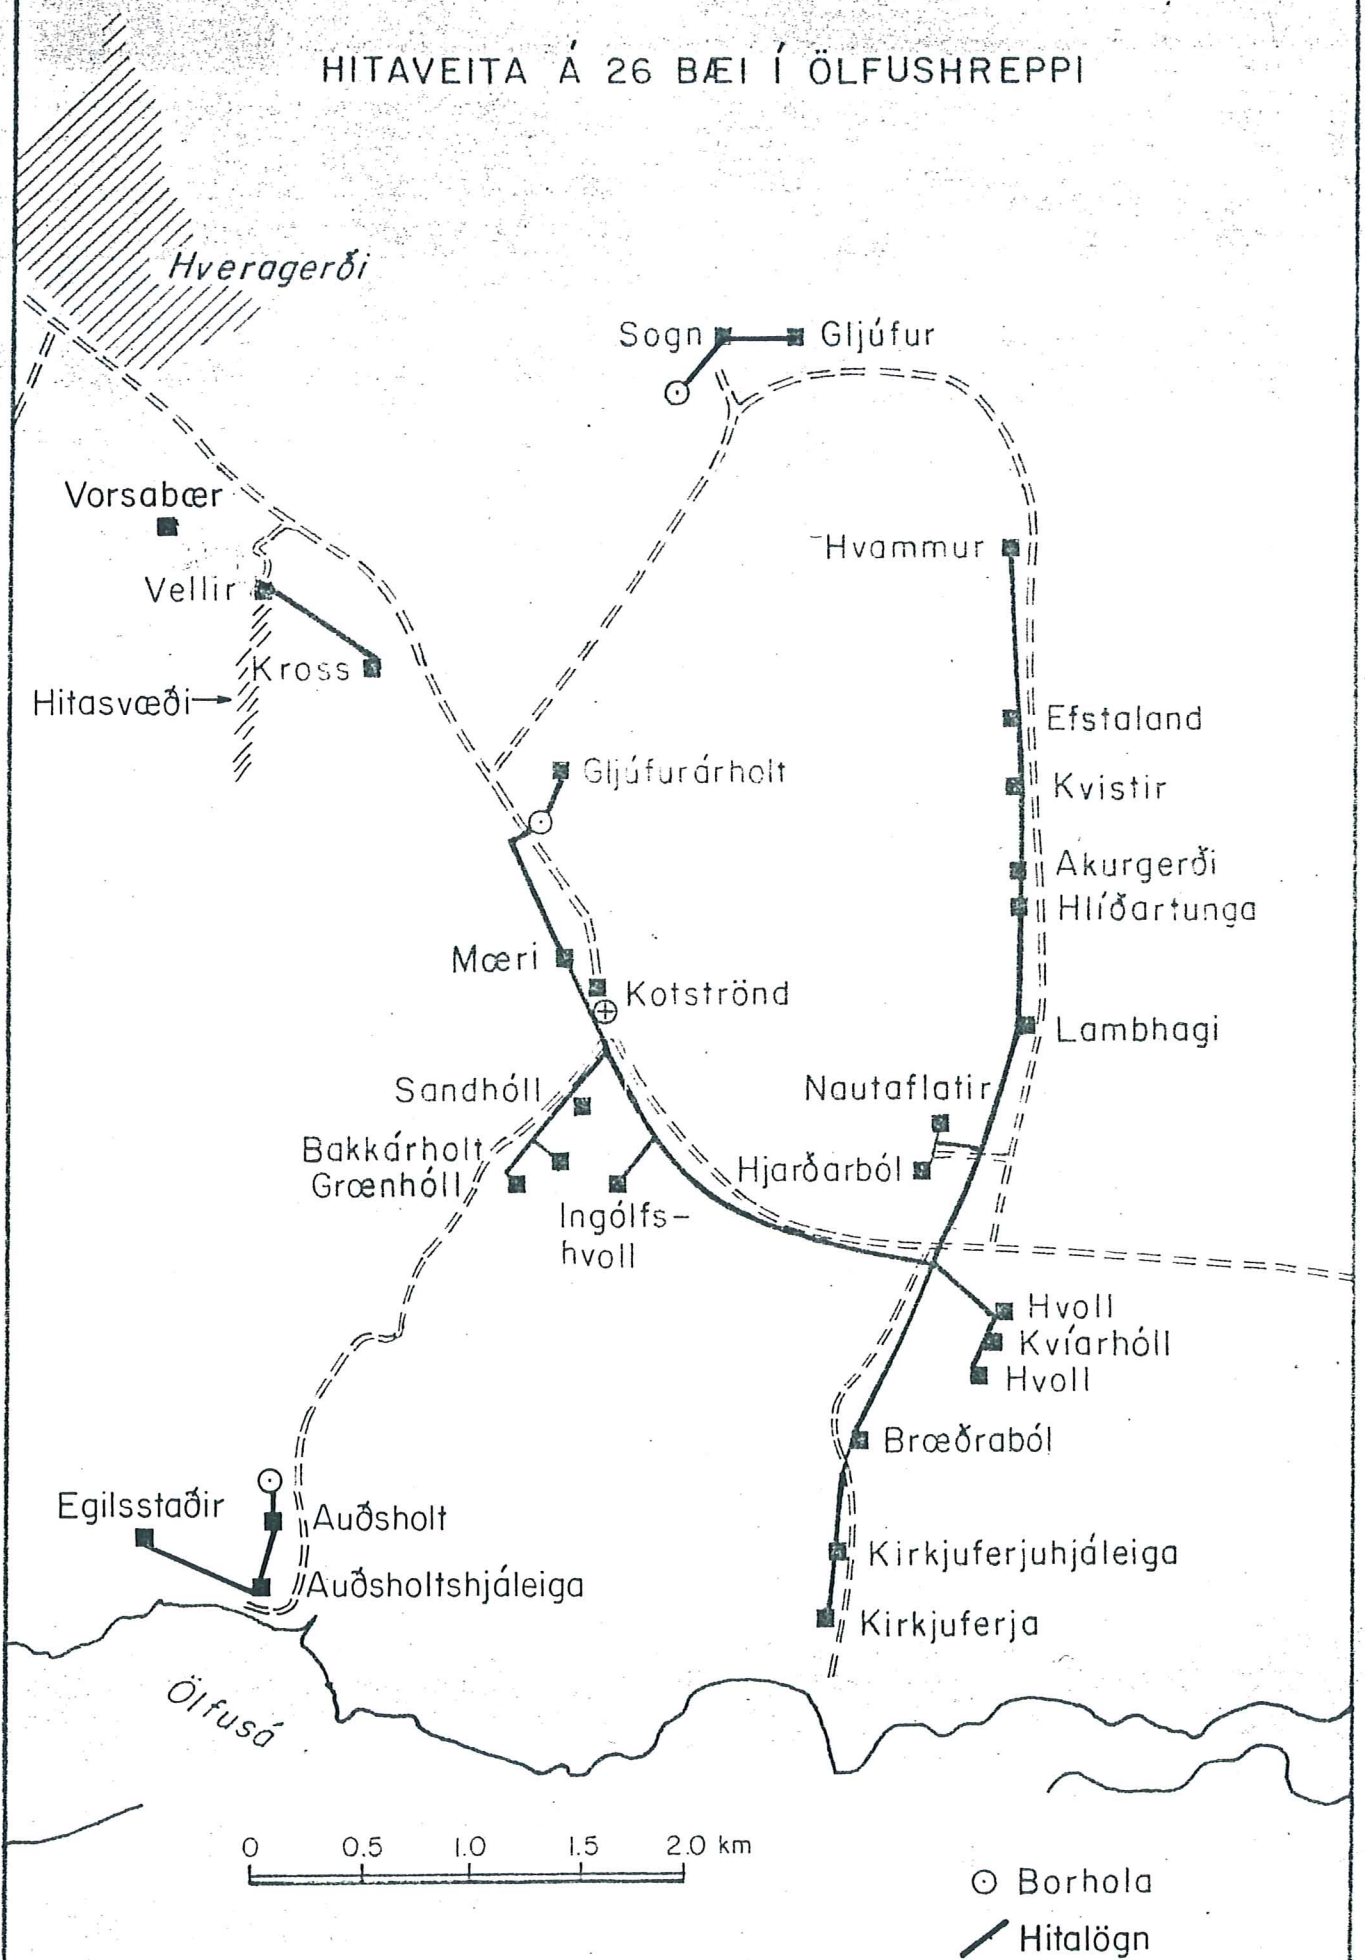 HITAVEITA Á 26 BÆI Í ÖLFUSHREPPI
Hveragerði
Sogn
Gljúfur
Vorsabær
Hvammur
Vellir
Kross
Hitasvæði
Efstaland
Gljúfurárholt
Kvistir
Akurgerði
Hlíðartunga
Mæri
Kotströnd
Lambhagi
Sandhóll
Nautaflatir
Bakkárholt
Grænhóll
Hjarðarból
Ingólfs-
hvoll
Hvoll
Kvíarhóll
Hvoll
Bræðraból
Egilsstaðir
Auðsholt
Kirkjuferjuhjáleiga
Auðsholtshjáleiga
Kirkjuferja
Ölfusá
0 0.5 1.0 1.5 2.0 km
Borhola
Hitalögn